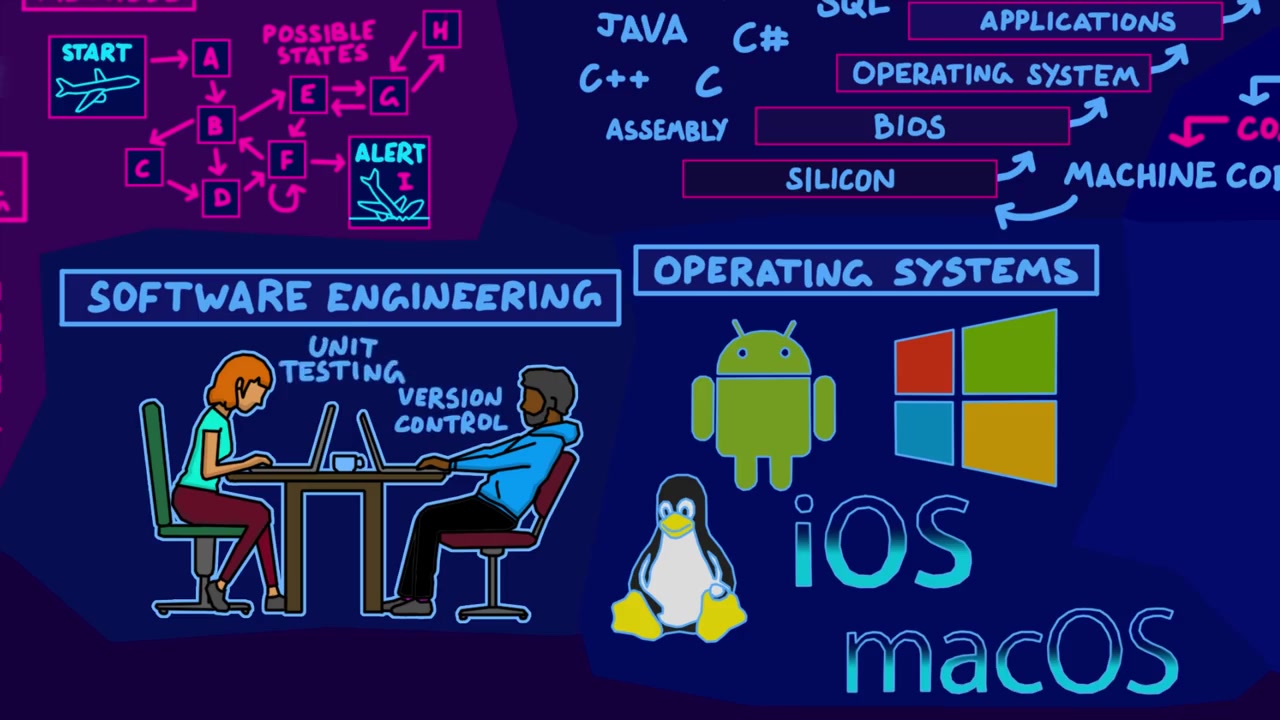 START
A
POSSIBLE
STATES
H
E
G
B
C
D
F
ALERT
I
JAVA
C#
SQL
C++
C
ASSEMBLY
APPLICATIONS
OPERATING SYSTEM
BIOS
SILICON
MACHINE
SOFTWARE ENGINEERING
UNIT
TESTING
VERSION
CONTROL
OPERATING SYSTEMS
iOS
macOS